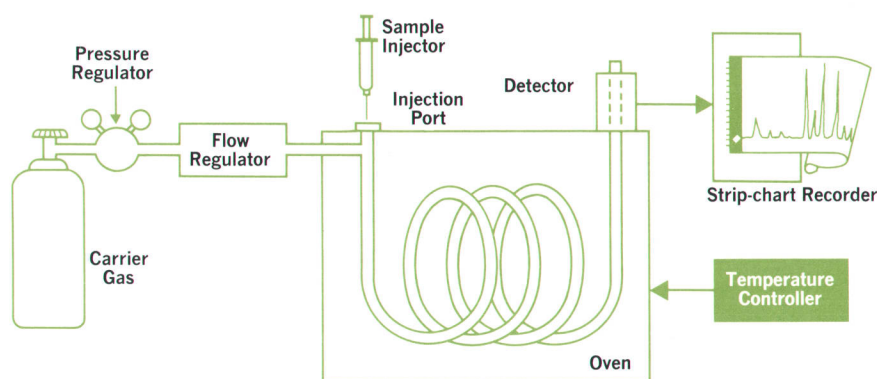 Sample
Injector
Pressure
Regulator
Detector
Injection
Port
Flow
Regulator
Strip-chart Recorder
Carrier
Gas
Temperature
Controller
Oven